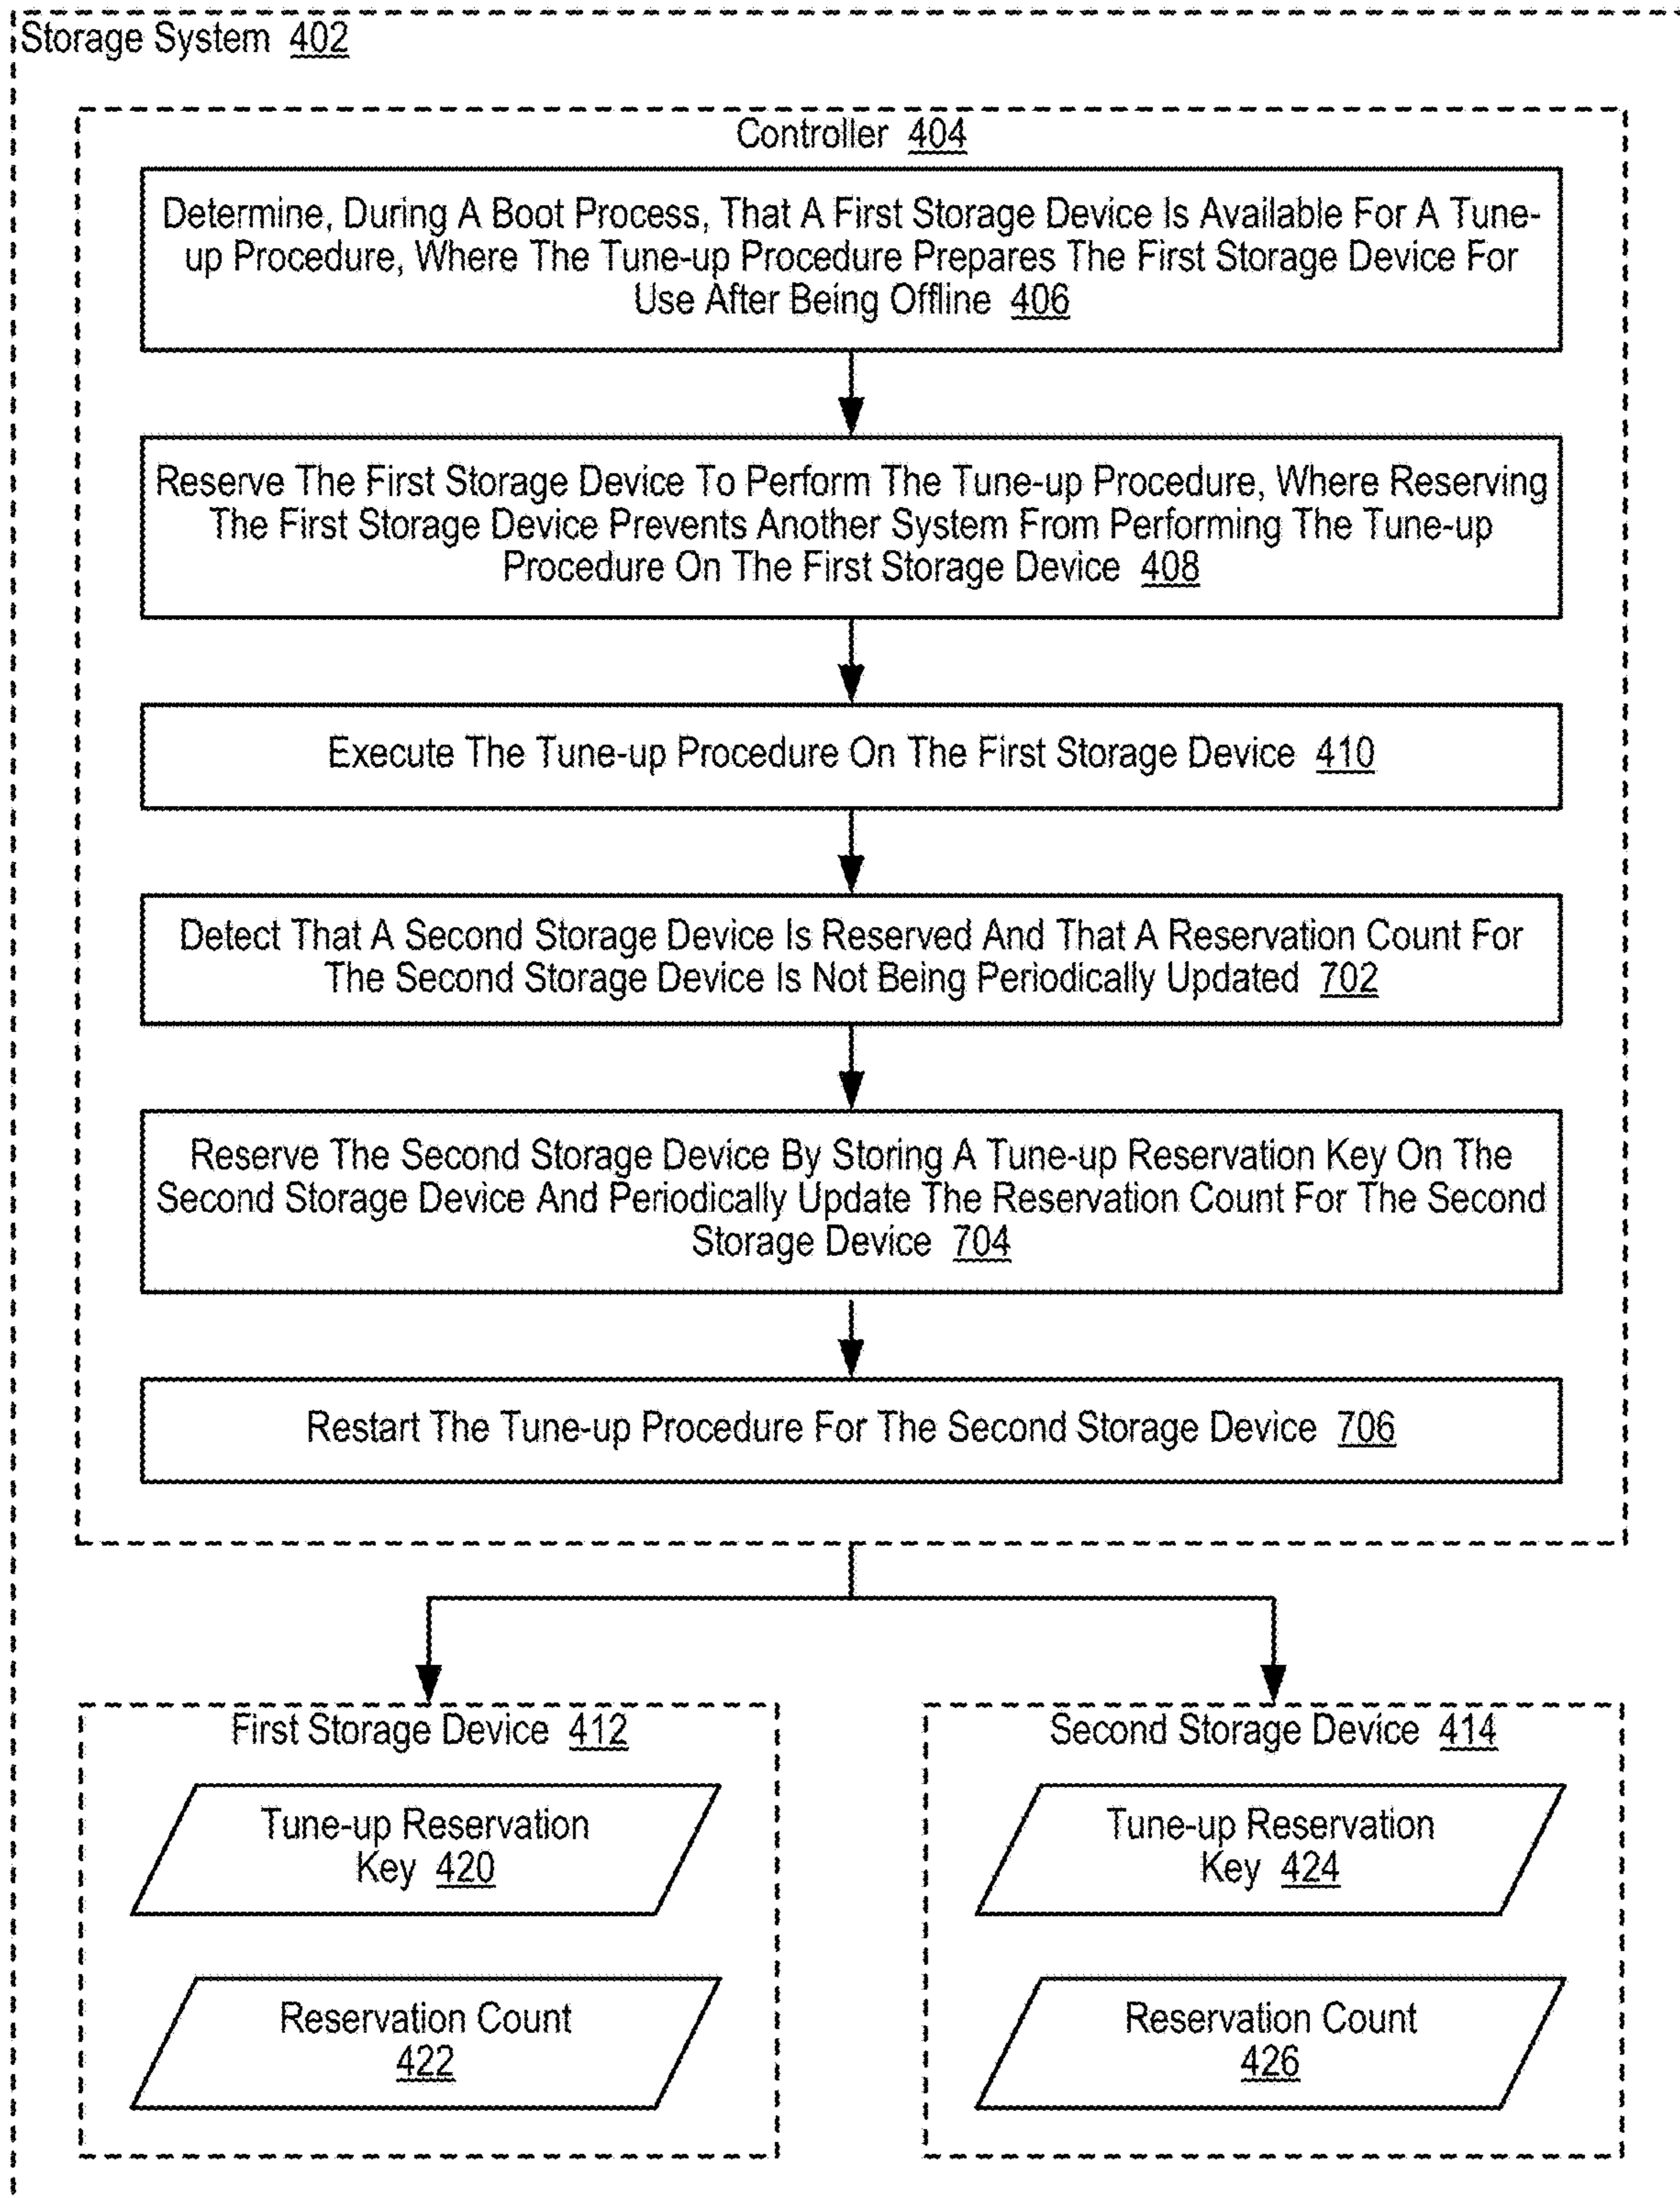 Storage System 402
Controller 404
Determine, During A Boot Process, That A First Storage Device Is Available For A Tune-
up Procedure, Where The Tune-up Procedure Prepares The First Storage Device For
Use After Being Offline 406
Reserve The First Storage Device To Perform The Tune-up Procedure, Where Reserving
The First Storage Device Prevents Another System From Performing The Tune-up
Procedure On The First Storage Device 408
Execute The Tune-up Procedure On The First Storage Device 410
Detect That A Second Storage Device Is Reserved And That A Reservation Count For
The Second Storage Device Is Not Being Periodically Updated 702
Reserve The Second Storage Device By Storing A Tune-up Reservation Key On The
Second Storage Device And Periodically Update The Reservation Count For The Second
Storage Device 704
Restart The Tune-up Procedure For The Second Storage Device 706
First Storage Device 412
Tune-up Reservation
Key 420
Reservation Count
422
Second Storage Device 414
Tune-up Reservation
Key 424
Reservation Count
426